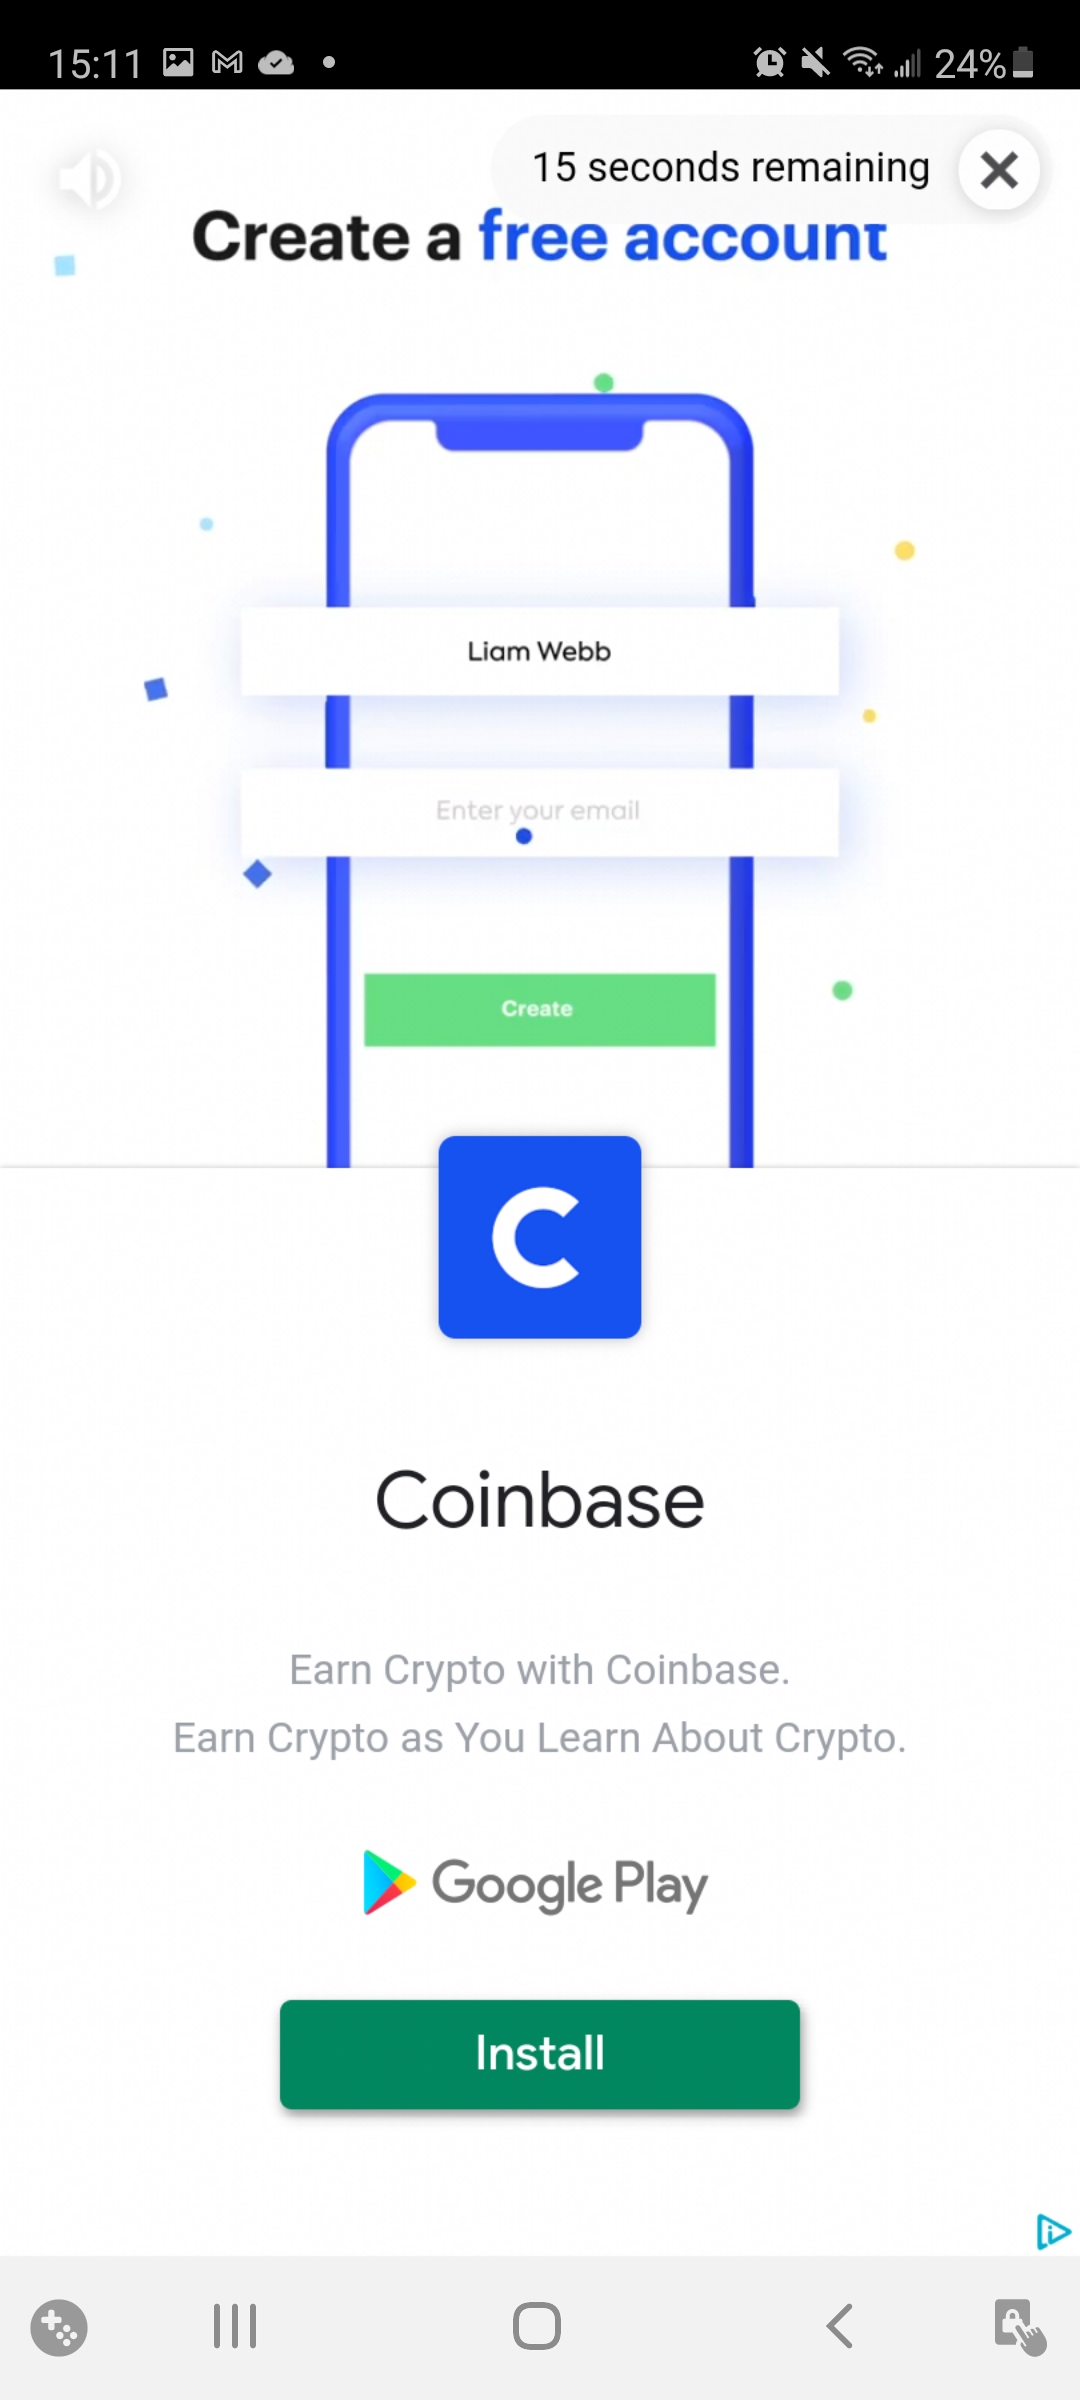 15:11
24%
15 seconds remaining
Create a free account
Liam Webb
Enter your email
Create
Coinbase
Earn Crypto with Coinbase.
Earn Crypto as You Learn About Crypto.
Google Play
Install